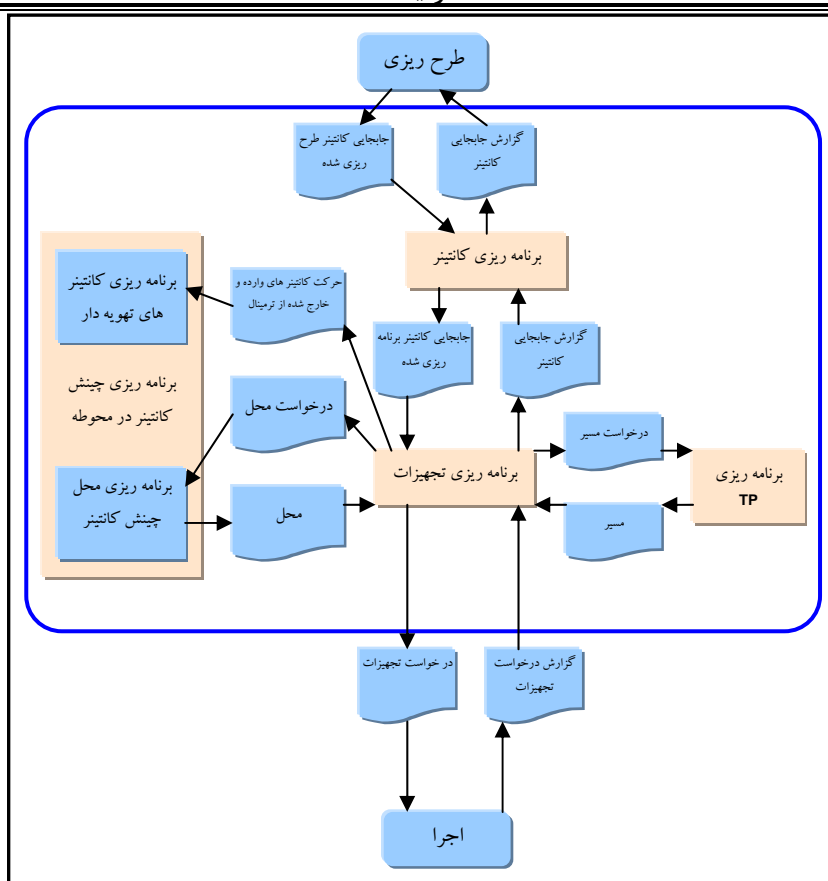 طرح ریزی
جابجایی کانتینر طرح
ریزی شده
گزارش جابجایی
کانتینر
برنامه ریزی کانتینر
برنامه ریزی کانتینر
های تهویه دار
حرکت کانتینر های وارده و
خارج شده از ترمینال
جابجایی کانتینر برنامه
ریزی شده
گزارش جابجایی
کانتینر
برنامه ریزی چینش
کانتینر در محوطه
درخواست محل
درخواست مسیر
برنامه ریزی محل
چینش کانتینر
محل
برنامه ریزی تجهیزات
مسیر
برنامه ریزی
TP
در خواست تجهیزات
گزارش درخواست
تجهیزات
اجرا